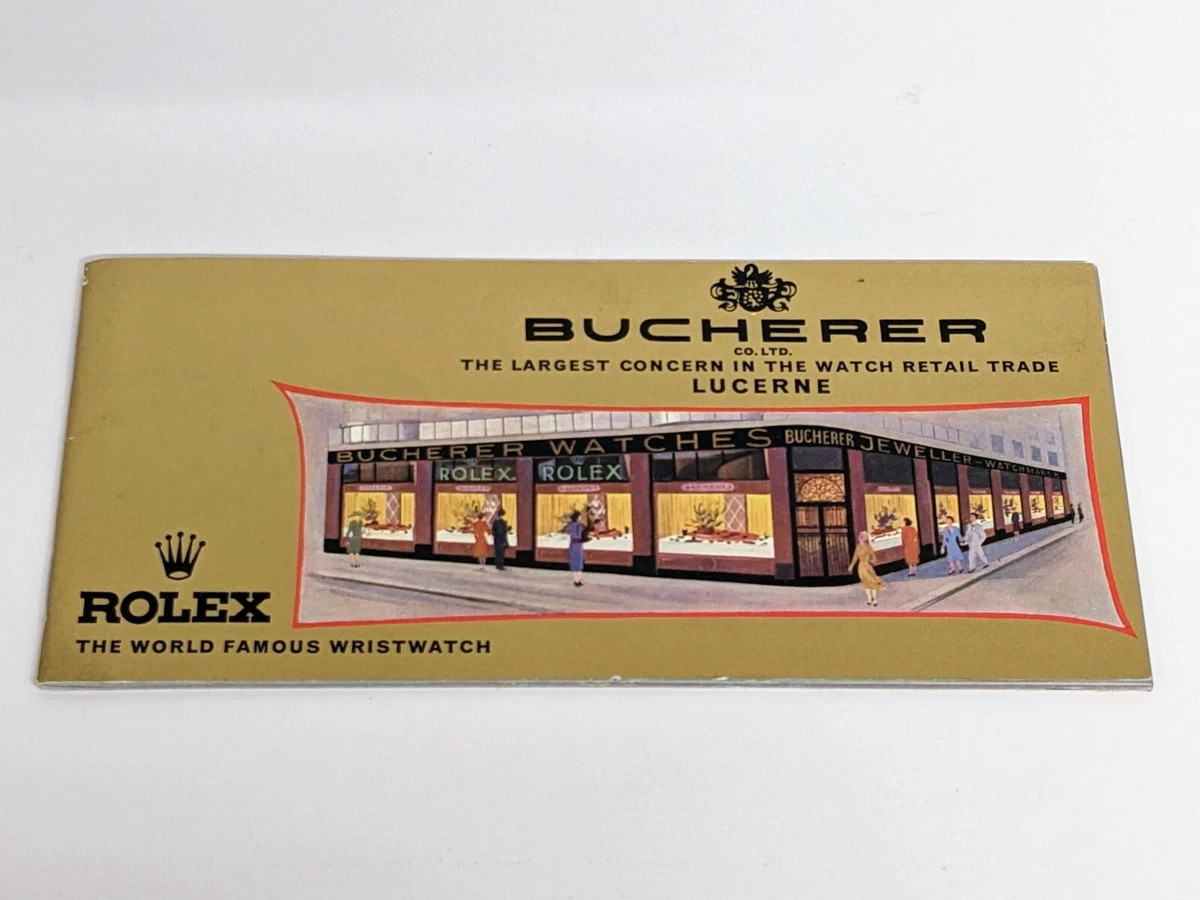 BUCHERER
CO. LTD.
THE LARGEST CONCERN IN THE WATCH RETAIL TRADE
LUCERNE
BUCHERER WATCHES BUCHERER JEWELLER-WATCHMAKER
ROLEX. ROLEX
ROLEX
THE WORLD FAMOUS WRISTWATCH